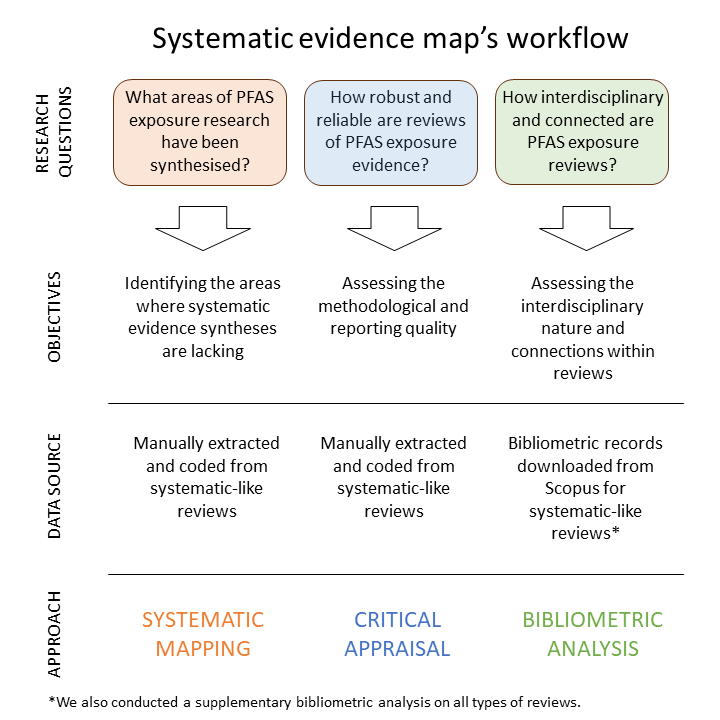 Systematic evidence map's workflow
RESEARCH
QUESTIONS
What areas of PFAS
exposure research
have been
synthesised?
How robust and
reliable are reviews
of PFAS exposure
evidence?
How interdisciplinary
and connected are
PFAS exposure
reviews?
OBJECTIVES
Identifying the areas
where systematic
evidence syntheses
are lacking
Assessing the
methodological and
reporting quality
Assessing the
interdisciplinary
nature and
connections within
reviews
DATA SOURCE
Manually extracted
and coded from
systematic-like
reviews
Manually extracted
and coded from
systematic-like
reviews
Bibliometric records
downloaded from
Scopus for
systematic-like
reviews*
APPROACH
SYSTEMATIC
MAPPING
CRITICAL
APPRAISAL
BIBLIOMETRIC
ANALYSIS
*We also conducted a supplementary bibliometric analysis on all types of reviews.